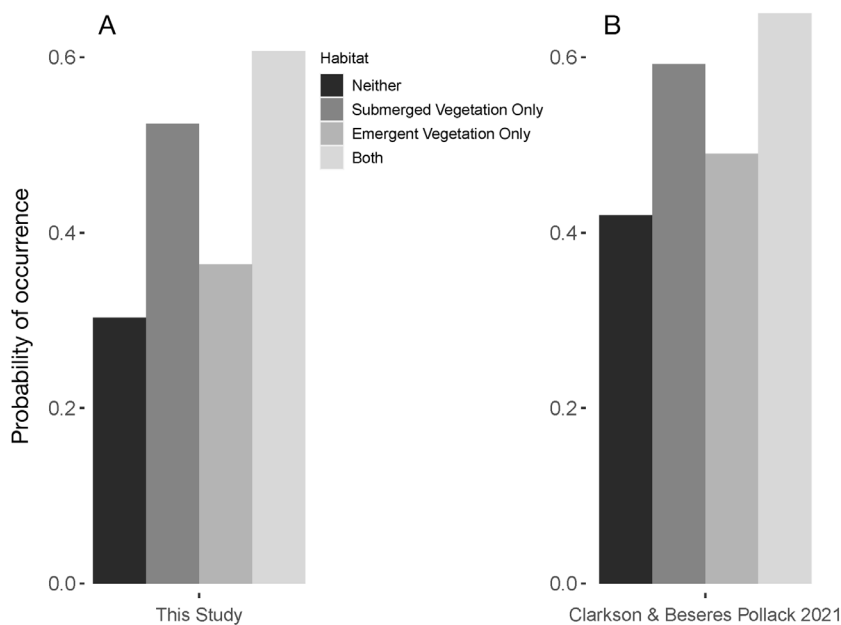 A
B
Habitat
Neither
Submerged Vegetation Only
Emergent Vegetation Only
Both
Probability of occurrence
0.6
0.4
0.2
0.0
This Study
0.6
0.4
0.2
0.0
Clarkson & Beseres Pollack 2021